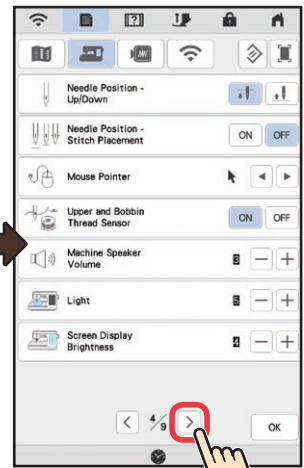 Needle Position -
Up/Down
Needle Position -
Stitch Placement
ON OFF
Mouse Pointer
Upper and Bobbin
Thread Sensor
ON OFF
Machine Speaker
Volume
3 − +
Light
5 − +
Screen Display
Brightness
4 − +
< 4/9 >
OK